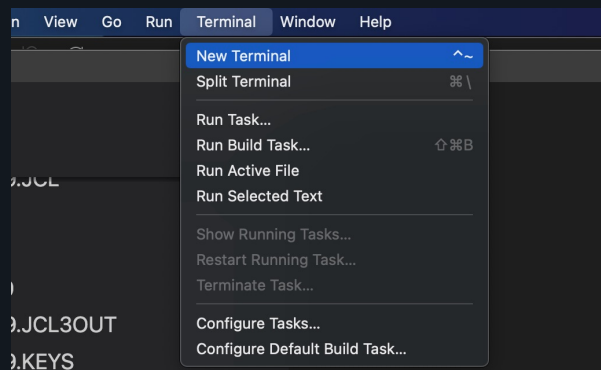 n View Go Run Terminal Window Help
New Terminal ^~
Split Terminal ⌘\
Run Task...
Run Build Task... ⇧⌘B
Run Active File
Run Selected Text
Show Running Tasks...
Restart Running Task...
Terminate Task...
Configure Tasks...
Configure Default Build Task...
9.JCL
9.JCL3OUT
9.KEYS